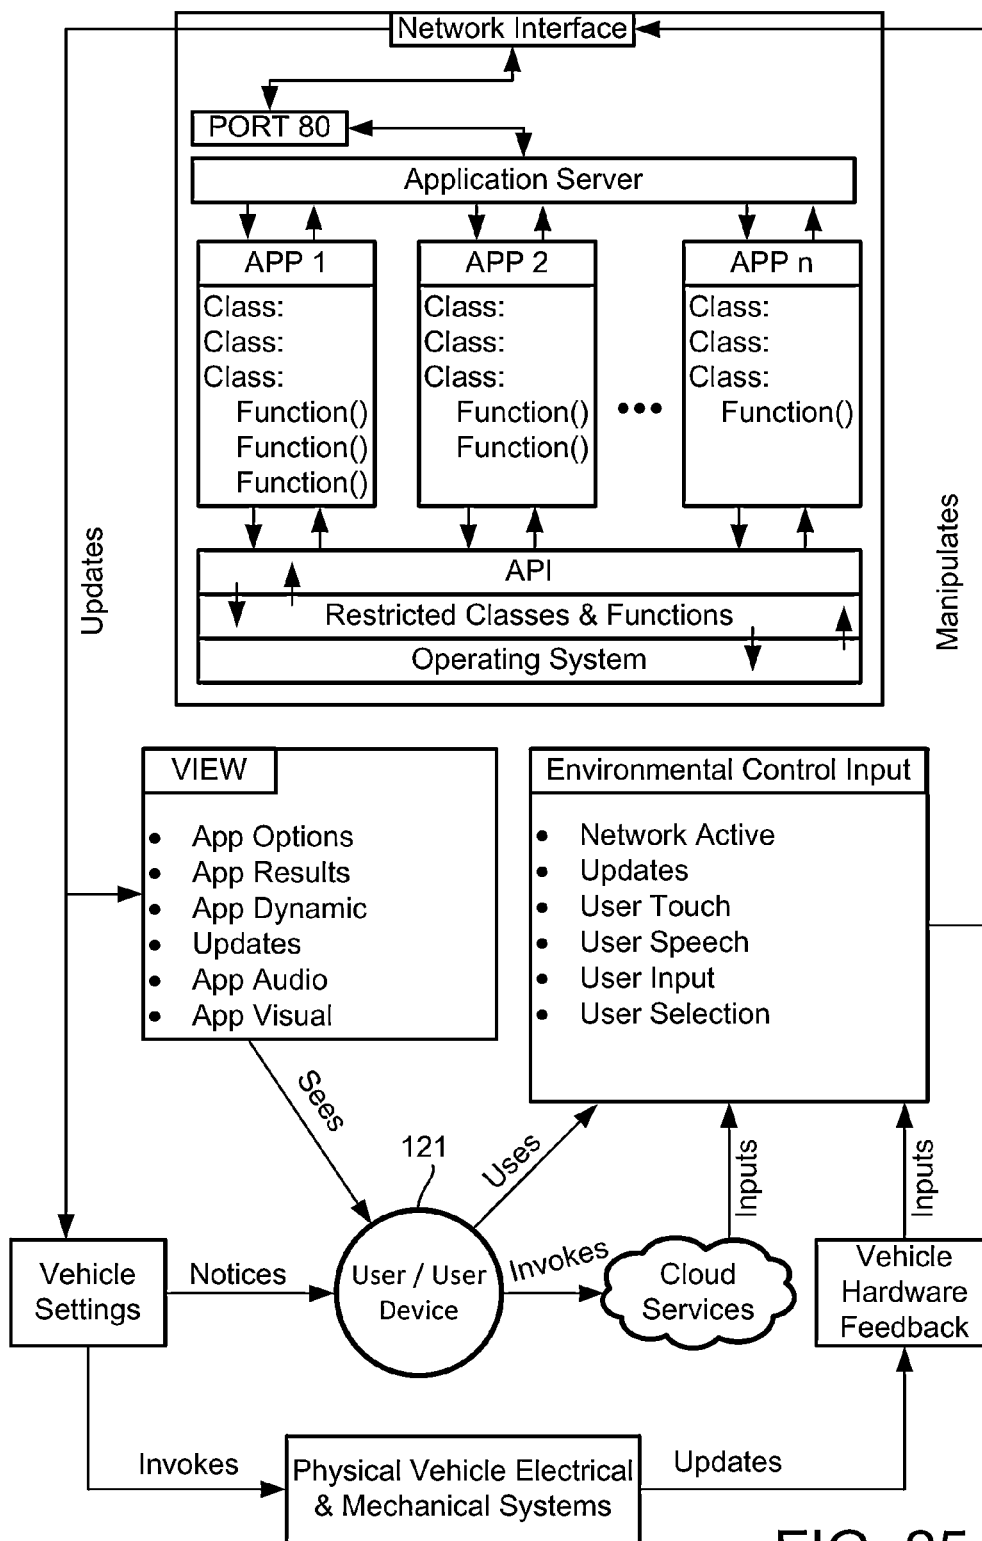 Network Interface
PORT 80
Application Server
APP 1
Class:
Class:
Class:
Function()
Function()
Function()
APP 2
Class:
Class:
Class:
Function()
Function()
•••
APP n
Class:
Class:
Class:
Function()
API
Restricted Classes & Functions
Operating System
Updates
Manipulates
VIEW
• App Options
• App Results
• App Dynamic
• Updates
• App Audio
• App Visual
Environmental Control Input
• Network Active
• Updates
• User Touch
• User Speech
• User Input
• User Selection
Sees
121
Uses
Inputs
Inputs
Vehicle
Settings
Notices
User / User
Device
Invokes
Cloud
Services
Vehicle
Hardware
Feedback
Invokes
Physical Vehicle Electrical
& Mechanical Systems
Updates